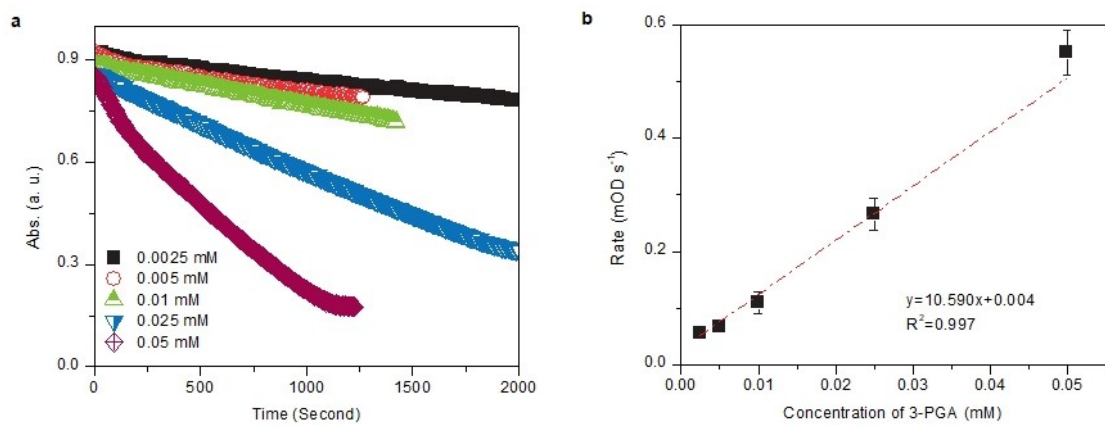 a
Abs. (a. u.)
0.9
0.6
0.3
0.0
0.0025 mM
0.005 mM
0.01 mM
0.025 mM
0.05 mM
0
500
1000
1500
2000
Time (Second)
b
Rate (mOD s⁻¹)
0.6
0.4
0.2
0.0
y=10.590x+0.004
R²=0.997
0.00
0.01
0.02
0.03
0.04
0.05
Concentration of 3-PGA (mM)